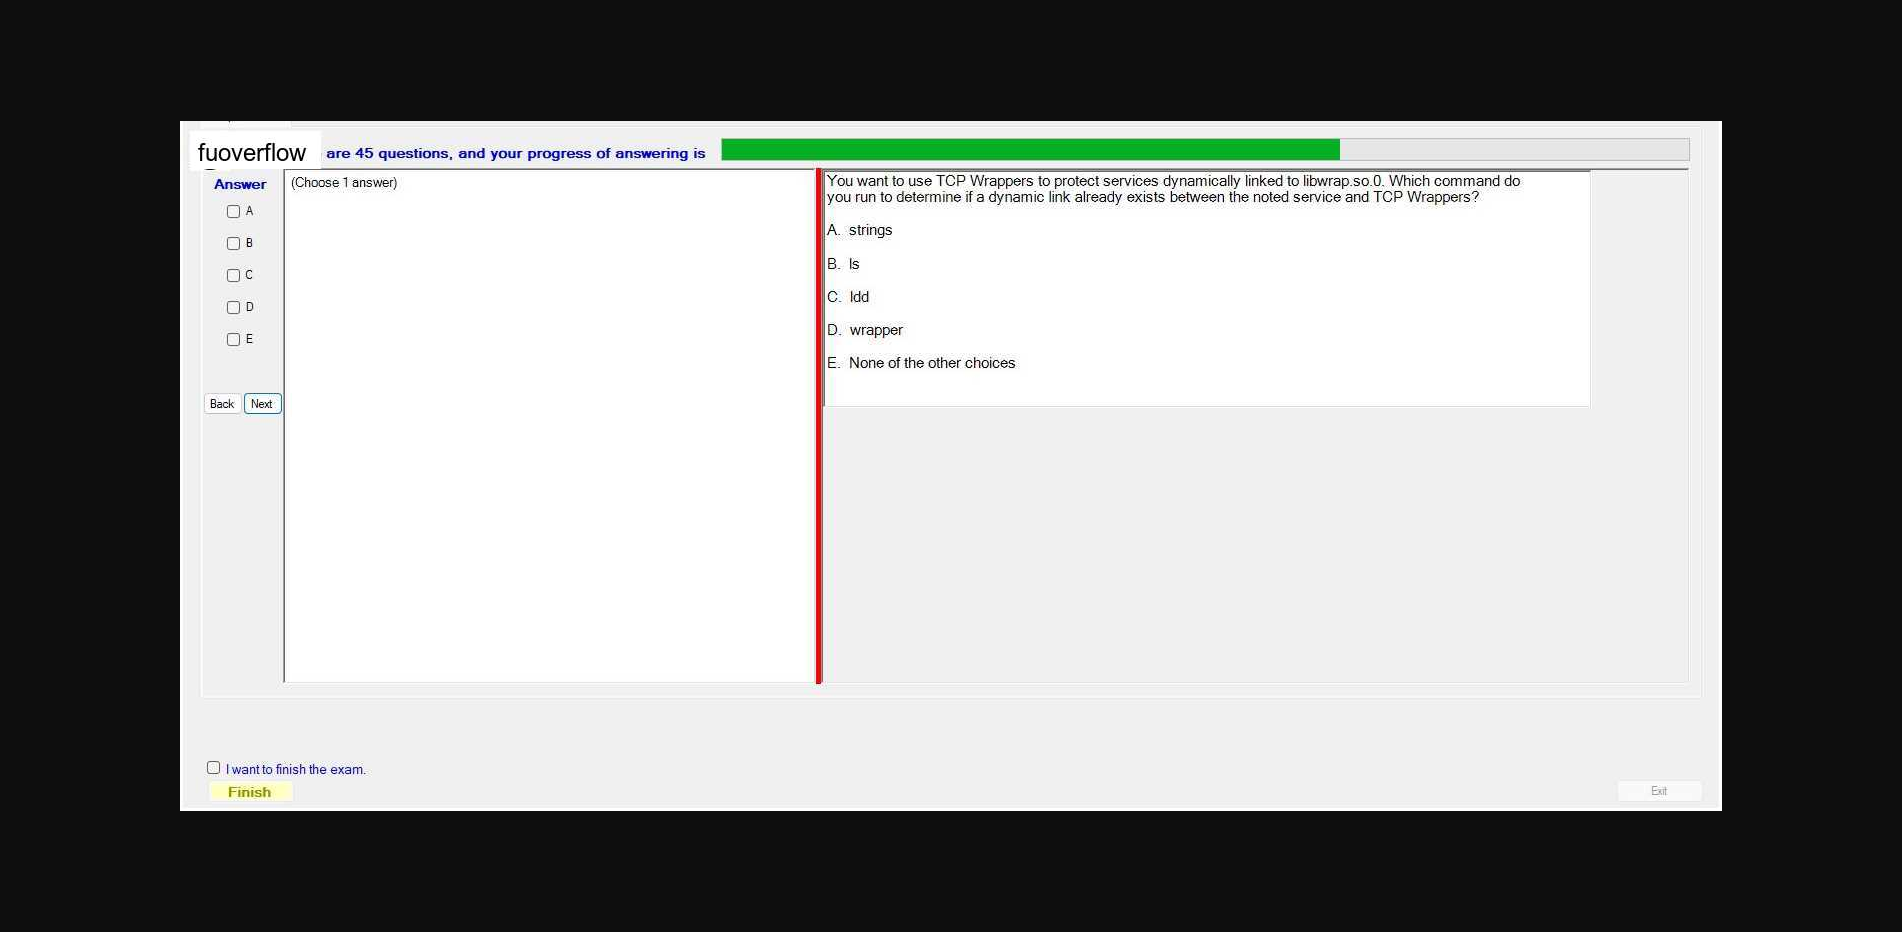 fuoverflow are 45 questions, and your progress of answering is
Answer
(Choose 1 answer)
A
B
C
D
E
Back Next
You want to use TCP Wrappers to protect services dynamically linked to libwrap.so.0. Which command do
you run to determine if a dynamic link already exists between the noted service and TCP Wrappers?
A. strings
B. ls
C. ldd
D. wrapper
E. None of the other choices
I want to finish the exam.
Finish
Exit